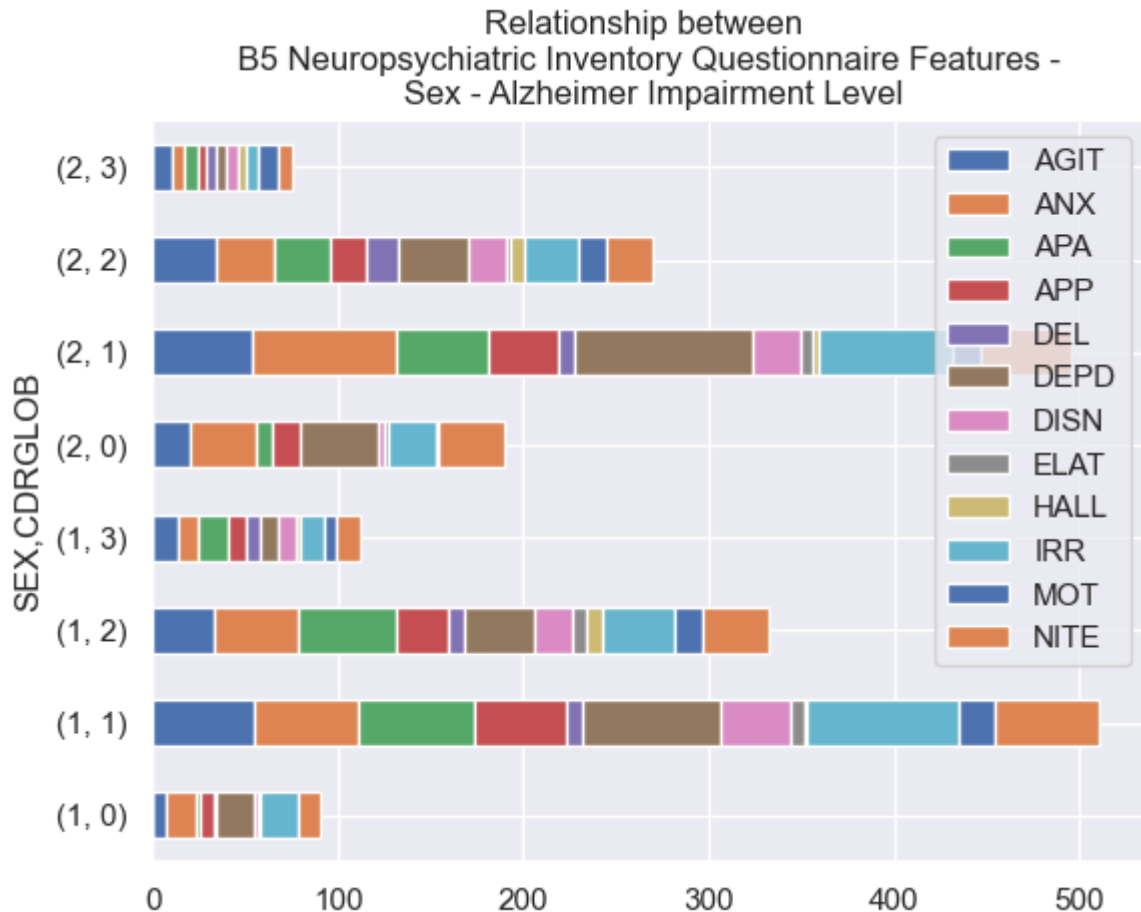 Relationship between
B5 Neuropsychiatric Inventory Questionnaire Features -
Sex - Alzheimer Impairment Level
SEX,CDRGLOB
(2, 3)
(2, 2)
(2, 1)
(2, 0)
(1, 3)
(1, 2)
(1, 1)
(1, 0)
AGIT
ANX
APA
APP
DEL
DEPD
DISN
ELAT
HALL
IRR
MOT
NITE
0 100 200 300 400 500